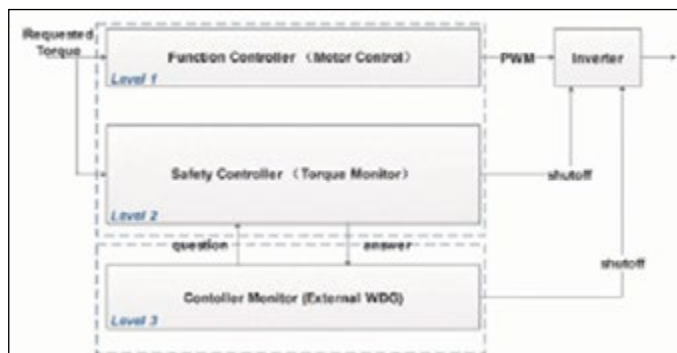 Requested
Torque
Function Controller （Motor Control）
Level 1
PWM
Inverter
Safety Controller （Torque Monitor）
Level 2
shutoff
question
answer
shutoff
Contoller Monitor (External WDG)
Level 3